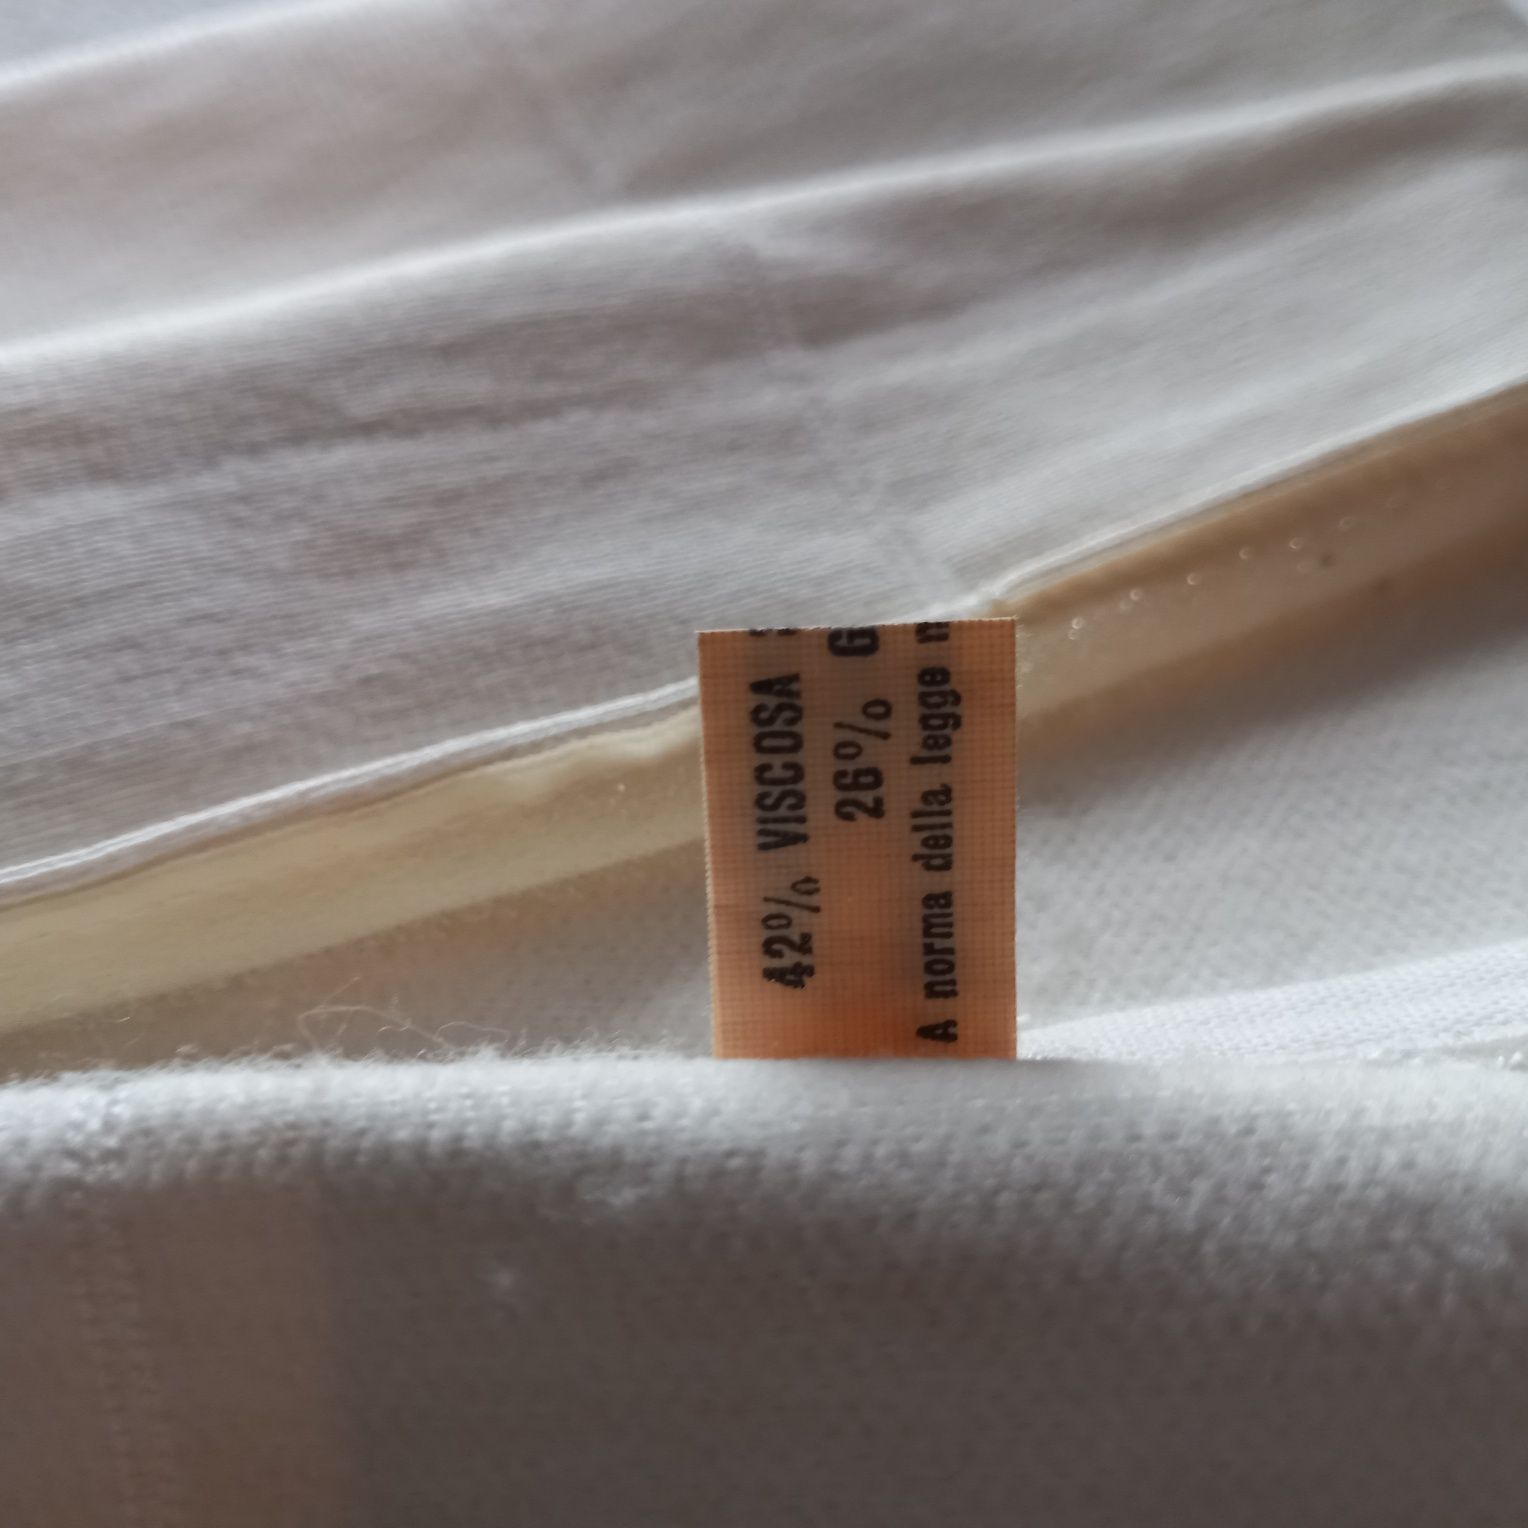 42% VISCOSA
26% G
A norma della legge n